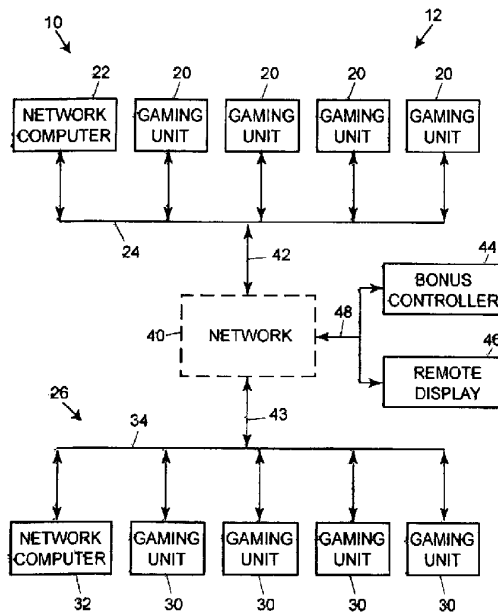 10
12
22
20
20
20
20
NETWORK COMPUTER
GAMING UNIT
GAMING UNIT
GAMING UNIT
GAMING UNIT
24
42
44
BONUS CONTROLLER
40
NETWORK
48
46
REMOTE DISPLAY
26
43
34
NETWORK COMPUTER
GAMING UNIT
GAMING UNIT
GAMING UNIT
GAMING UNIT
32
30
30
30
30